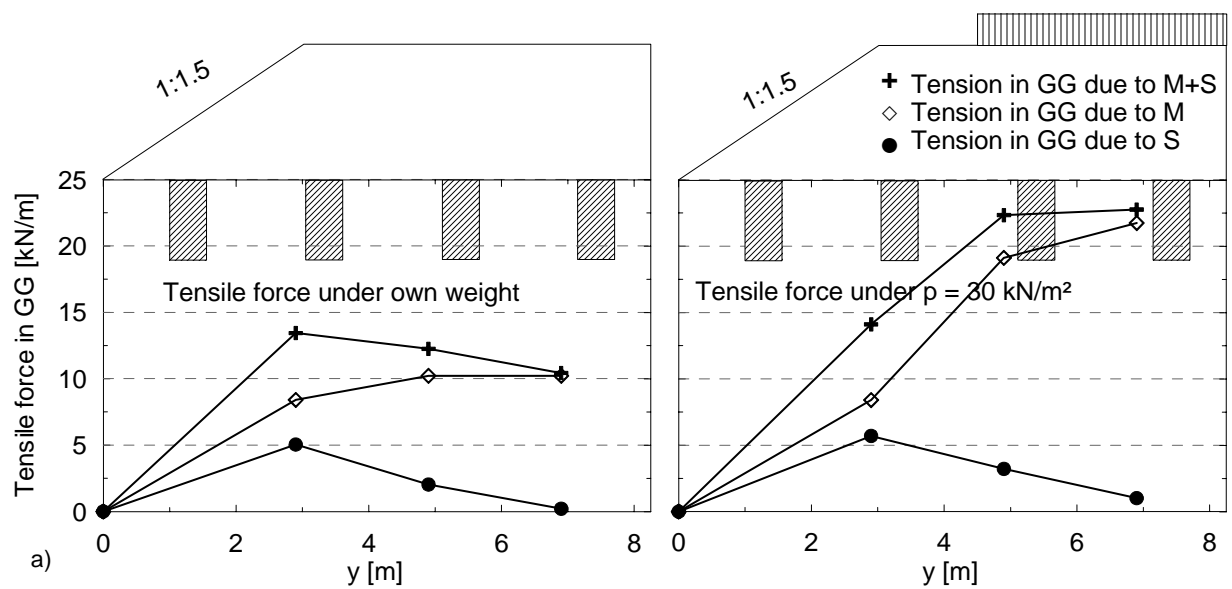 1:1.5
1:1.5
Tension in GG due to M+S
Tension in GG due to M
Tension in GG due to S
Tensile force in GG [kN/m]
25
20
15
10
5
0
Tensile force under own weight
Tensile force under p = 30 kN/m²
0 2 4 6 8
0 2 4 6 8
a)
y [m]
y [m]